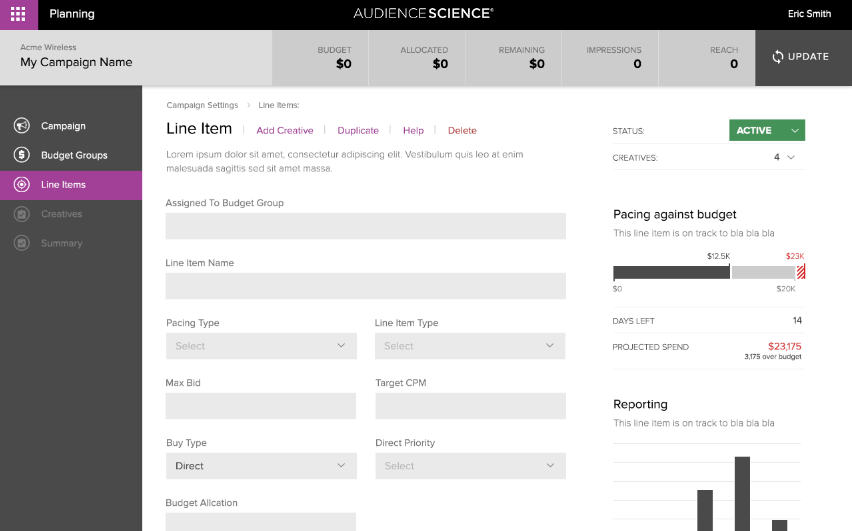 Planning
AUDIENCESCIENCE®
Eric Smith
Acme Wireless
My Campaign Name
BUDGET
$0
ALLOCATED
$0
REMAINING
$0
IMPRESSIONS
0
REACH
0
UPDATE
Campaign
Budget Groups
Line Items
Creatives
Summary
Campaign Settings > Line Items:
Line Item | Add Creative | Duplicate | Help | Delete
Lorem ipsum dolor sit amet, consectetur adipiscing elit. Vestibulum quis leo at enim
malesuada sagittis sed sit amet massa.
Assigned To Budget Group
Line Item Name
Pacing Type
Select
Line Item Type
Select
Max Bid
Target CPM
Buy Type
Direct
Direct Priority
Select
Budget Allcation
STATUS:
ACTIVE
CREATIVES:
4
Pacing against budget
This line item is on track to bla bla bla
$12.5K
$23K
$0
$20K
DAYS LEFT
14
PROJECTED SPEND
$23,175
3,175 over budget
Reporting
This line item is on track to bla bla bla